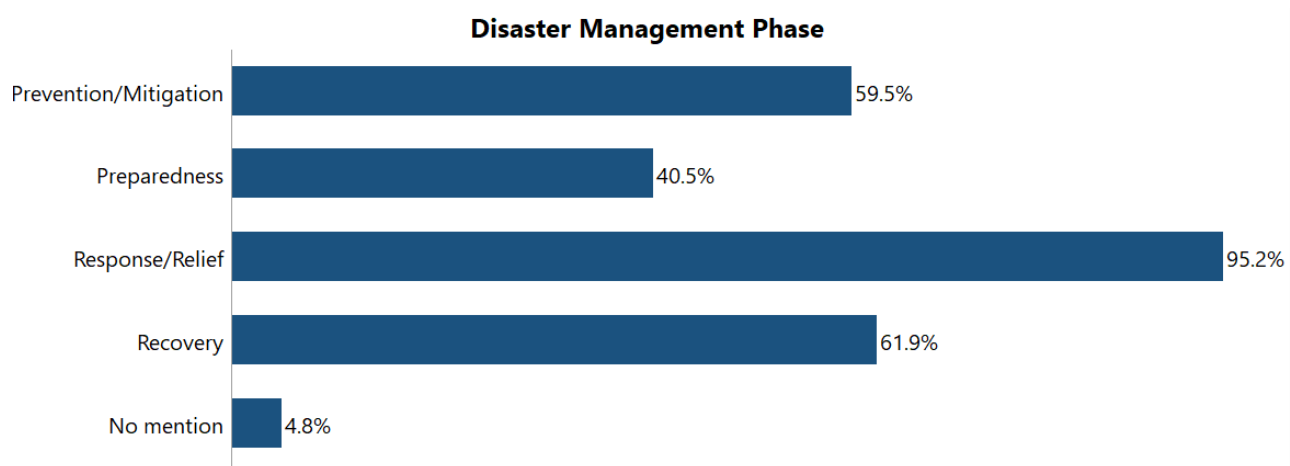 Disaster Management Phase
Prevention/Mitigation 59.5%
Preparedness 40.5%
Response/Relief 95.2%
Recovery 61.9%
No mention 4.8%